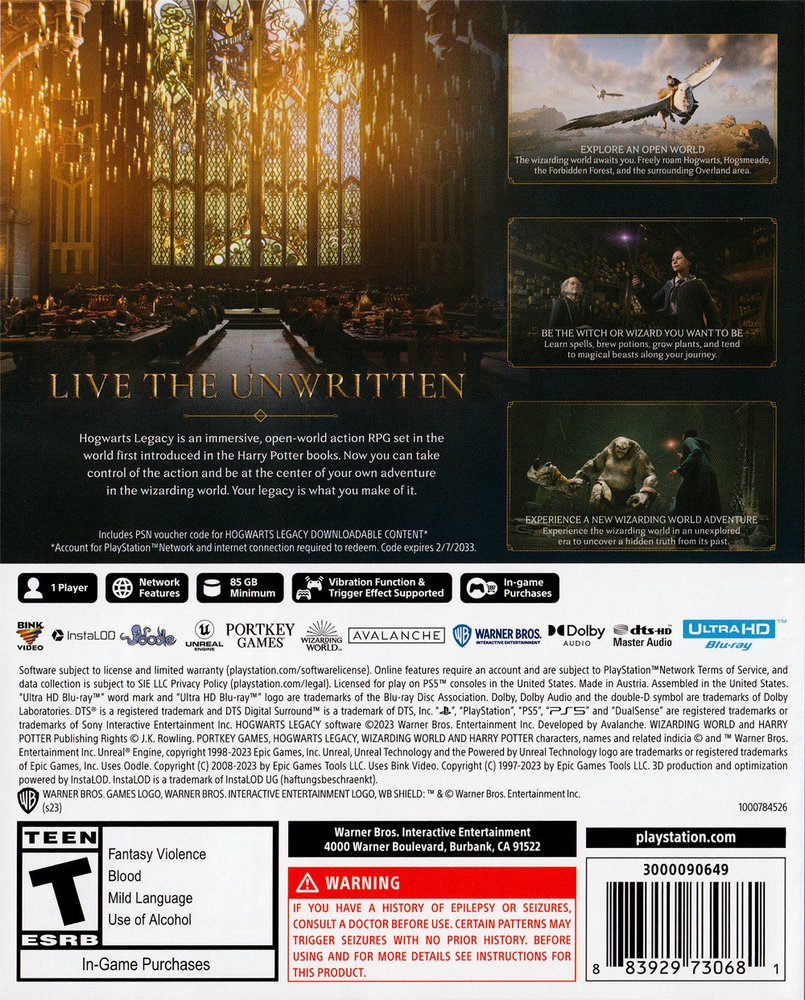 EXPLORE AN OPEN WORLD
The wizarding world awaits you. Freely roam Hogwarts, Hogsmeade,
the Forbidden Forest, and the surrounding Overland area.
BE THE WITCH OR WIZARD YOU WANT TO BE
Learn spells, brew potions, grow plants, and tend
to magical beasts along your journey.
LIVE THE UNWRITTEN
Hogwarts Legacy is an immersive, open-world action RPG set in the
world first introduced in the Harry Potter books. Now you can take
control of the action and be at the center of your own adventure
in the wizarding world. Your legacy is what you make of it.
EXPERIENCE A NEW WIZARDING WORLD ADVENTURE
Experience the wizarding world in an unexplored
era to uncover a hidden truth from its past.
Includes PSN voucher code for HOGWARTS LEGACY DOWNLOADABLE CONTENT*
*Account for PlayStation™Network and internet connection required to redeem. Code expires 2/7/2033.
1 Player
Network
Features
85 GB
Minimum
Vibration Function &
Trigger Effect Supported
In-game
Purchases
BINK
VIDEO
InstaLOD
Oodle
UNREAL
ENGINE
PORTKEY
GAMES
WIZARDING
WORLD™
AVALANCHE
WB
WARNER BROS.
INTERACTIVE ENTERTAINMENT
Dolby
AUDIO
dts-HD
Master Audio
ULTRA HD™
Blu-ray
Software subject to license and limited warranty (playstation.com/softwarelicense). Online features require an account and are subject to PlayStation™Network Terms of Service, and
data collection is subject to SIE LLC Privacy Policy (playstation.com/legal). Licensed for play on PS5™ consoles in the United States. Made in Austria. Assembled in the United States.
"Ultra HD Blu-ray™" word mark and "Ultra HD Blu-ray™" logo are trademarks of the Blu-ray Disc Association. Dolby, Dolby Audio and the double-D symbol are trademarks of Dolby
Laboratories. DTS® is a registered trademark and DTS Digital Surround™ is a trademark of DTS, Inc. "PS", "PlayStation", "PS5", "PS5" and "DualSense" are registered trademarks or
trademarks of Sony Interactive Entertainment Inc. HOGWARTS LEGACY software ©2023 Warner Bros. Entertainment Inc. Developed by Avalanche. WIZARDING WORLD and HARRY
POTTER Publishing Rights © J.K. Rowling. PORTKEY GAMES, HOGWARTS LEGACY, WIZARDING WORLD AND HARRY POTTER characters, names and related indicia © and ™ Warner Bros.
Entertainment Inc. Unreal® Engine, copyright 1998-2023 Epic Games, Inc. Unreal, Unreal Technology and the Powered by Unreal Technology logo are trademarks or registered trademarks
of Epic Games, Inc. Uses Oodle. Copyright (C) 2008-2023 by Epic Games Tools LLC. Uses Bink Video. Copyright (C) 1997-2023 by Epic Games Tools LLC. 3D production and optimization
powered by InstaLOD. InstaLOD is a trademark of InstaLOD UG (haftungsbeschraenkt).
WB
WARNER BROS. GAMES LOGO, WARNER BROS. INTERACTIVE ENTERTAINMENT LOGO, WB SHIELD: ™ & © Warner Bros. Entertainment Inc.
(s23)
1000784526
TEEN
T
ESRB
Fantasy Violence
Blood
Mild Language
Use of Alcohol
In-Game Purchases
Warner Bros. Interactive Entertainment
4000 Warner Boulevard, Burbank, CA 91522
WARNING
IF YOU HAVE A HISTORY OF EPILEPSY OR SEIZURES,
CONSULT A DOCTOR BEFORE USE. CERTAIN PATTERNS MAY
TRIGGER SEIZURES WITH NO PRIOR HISTORY. BEFORE
USING AND FOR MORE DETAILS SEE INSTRUCTIONS FOR
THIS PRODUCT.
playstation.com
3000090649
8 83929 73068 1